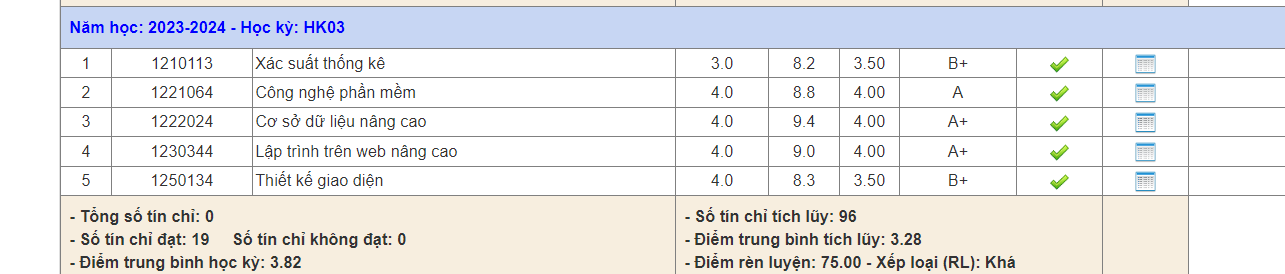 Năm học: 2023-2024 - Học kỳ: HK03
1 1210113 Xác suất thống kê 3.0 8.2 3.50 B+
2 1221064 Công nghệ phần mềm 4.0 8.8 4.00 A
3 1222024 Cơ sở dữ liệu nâng cao 4.0 9.4 4.00 A+
4 1230344 Lập trình trên web nâng cao 4.0 9.0 4.00 A+
5 1250134 Thiết kế giao diện 4.0 8.3 3.50 B+
- Tổng số tín chỉ: 0
- Số tín chỉ đạt: 19 Số tín chỉ không đạt: 0
- Điểm trung bình học kỳ: 3.82
- Số tín chỉ tích lũy: 96
- Điểm trung bình tích lũy: 3.28
- Điểm rèn luyện: 75.00 - Xếp loại (RL): Khá